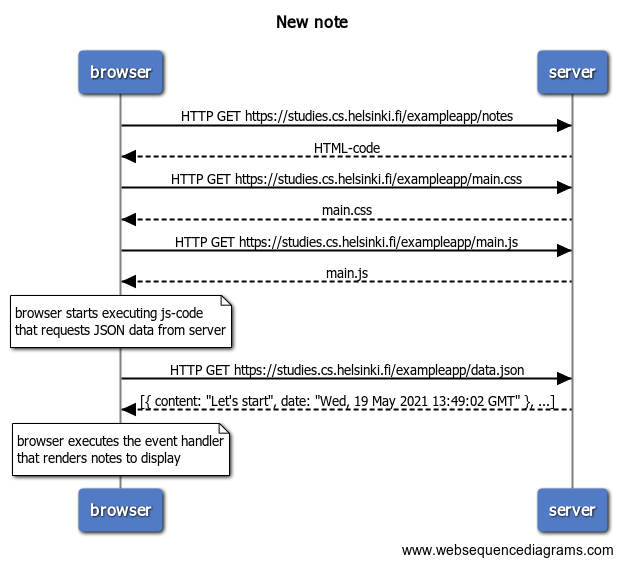 New note
browser server
HTTP GET https://studies.cs.helsinki.fi/exampleapp/notes
HTML-code
HTTP GET https://studies.cs.helsinki.fi/exampleapp/main.css
main.css
HTTP GET https://studies.cs.helsinki.fi/exampleapp/main.js
main.js
browser starts executing js-code
that requests JSON data from server
HTTP GET https://studies.cs.helsinki.fi/exampleapp/data.json
[{ content: "Let's start", date: "Wed, 19 May 2021 13:49:02 GMT" }, ...]
browser executes the event handler
that renders notes to display
browser server
www.websequencediagrams.com